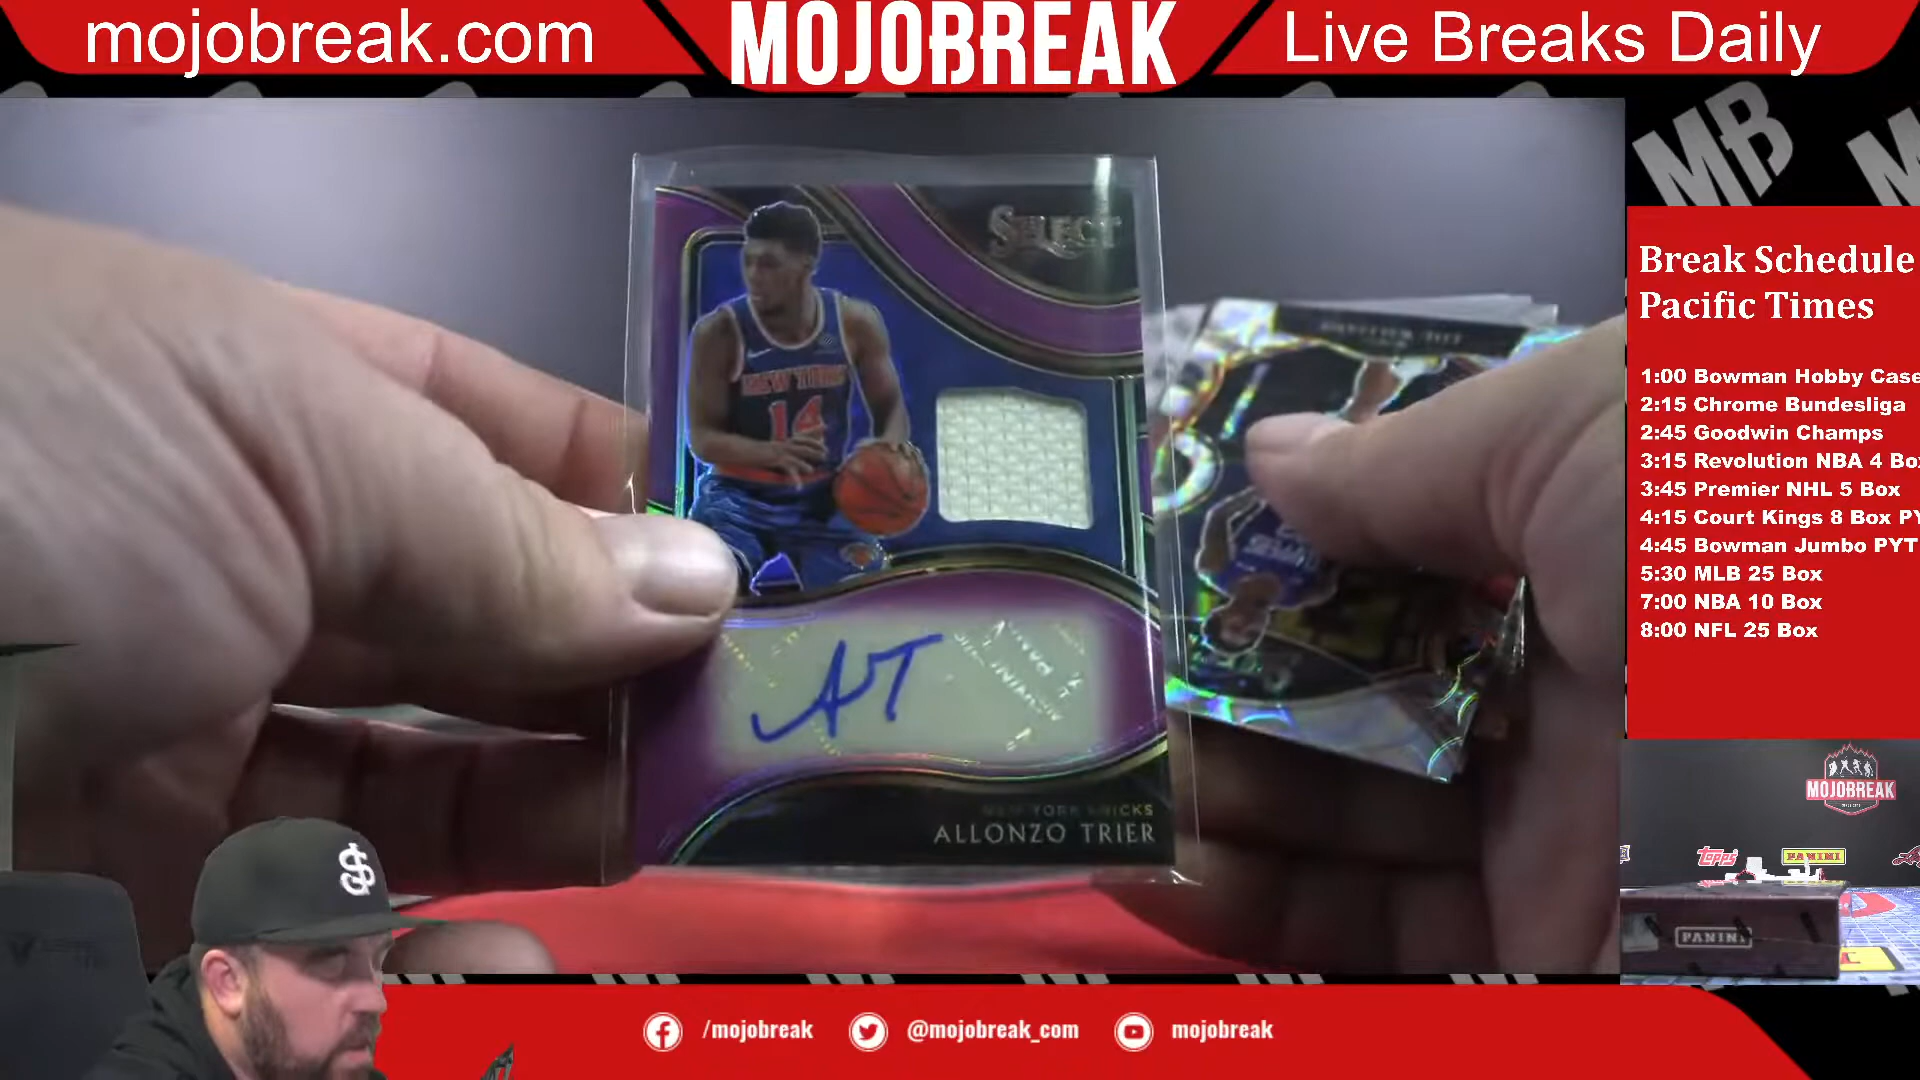 mojobreak.com
MOJOBREAK
Live Breaks Daily
MB
Break Schedule
Pacific Times
1:00 Bowman Hobby Case
2:15 Chrome Bundesliga
2:45 Goodwin Champs
3:15 Revolution NBA 4 Box
3:45 Premier NHL 5 Box
4:15 Court Kings 8 Box PY
4:45 Bowman Jumbo PYT
5:30 MLB 25 Box
7:00 NBA 10 Box
8:00 NFL 25 Box
SELECT
NEW YORK
14
AT
NEW YORK KNICKS
ALLONZO TRIER
MOJOBREAK
TOPPS
PANINI
PANINI
/mojobreak
@mojobreak_com
mojobreak